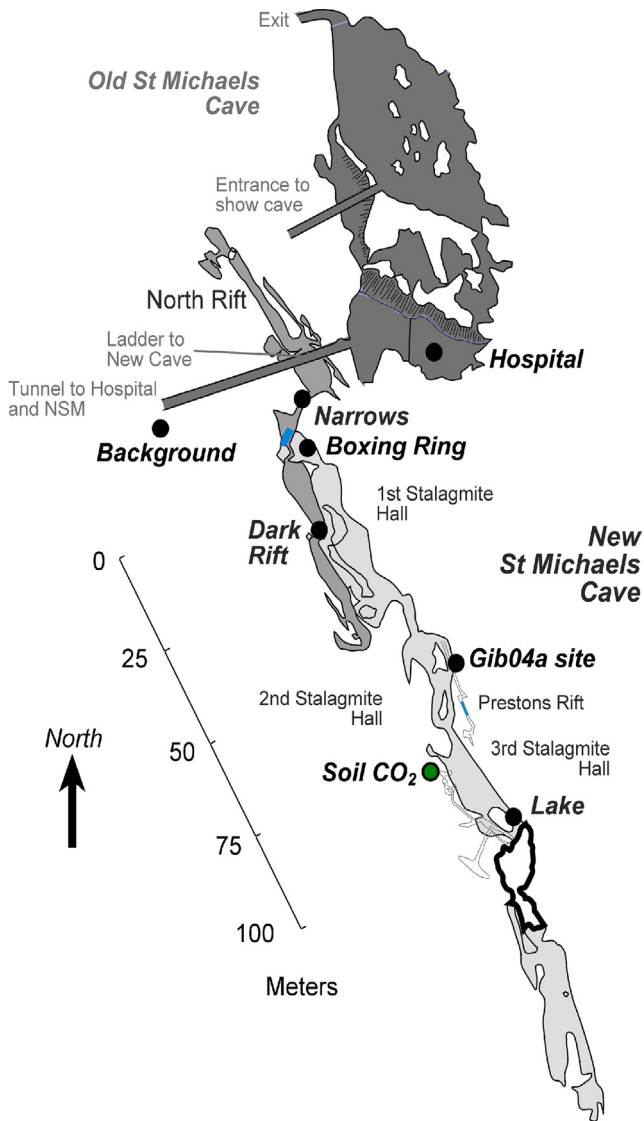 Exit
Old St Michaels
Cave
Entrance to
show cave
North Rift
Ladder to
New Cave
Hospital
Tunnel to Hospital
and NSM
Narrows
Background
Boxing Ring
1st Stalagmite
Hall
Dark
Rift
New
St Michaels
Cave
0
25
Gib04a site
2nd Stalagmite
Hall
Prestons Rift
North
50
3rd Stalagmite
Hall
Soil CO₂
Lake
75
100
Meters